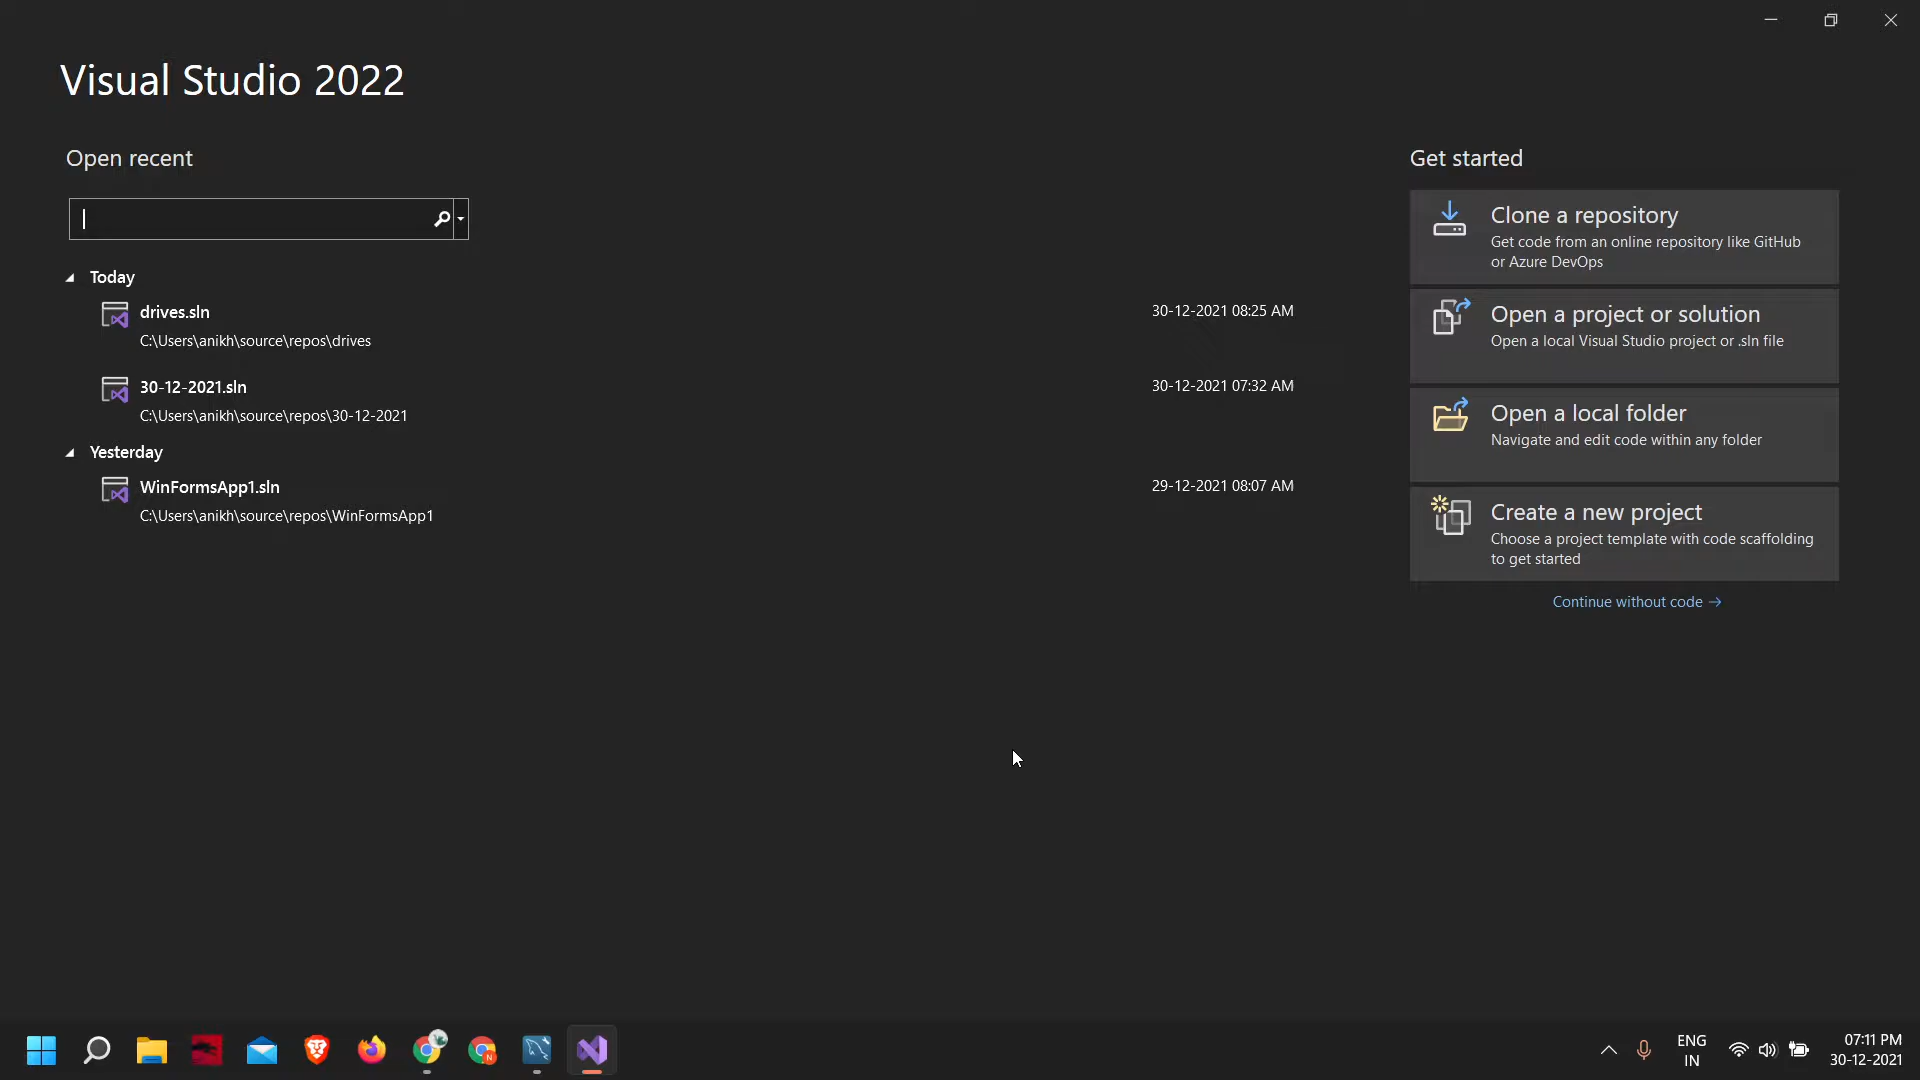 Visual Studio 2022
Open recent
Today
drives.sln
30-12-2021 08:25 AM
C:\Users\anikh\source\repos\drives
30-12-2021.sln
30-12-2021 07:32 AM
C:\Users\anikh\source\repos\30-12-2021
Yesterday
WinFormsApp1.sln
29-12-2021 08:07 AM
C:\Users\anikh\source\repos\WinFormsApp1
Get started
Clone a repository
Get code from an online repository like GitHub
or Azure DevOps
Open a project or solution
Open a local Visual Studio project or .sln file
Open a local folder
Navigate and edit code within any folder
Create a new project
Choose a project template with code scaffolding
to get started
Continue without code →
N
ENG
IN
07:11 PM
30-12-2021